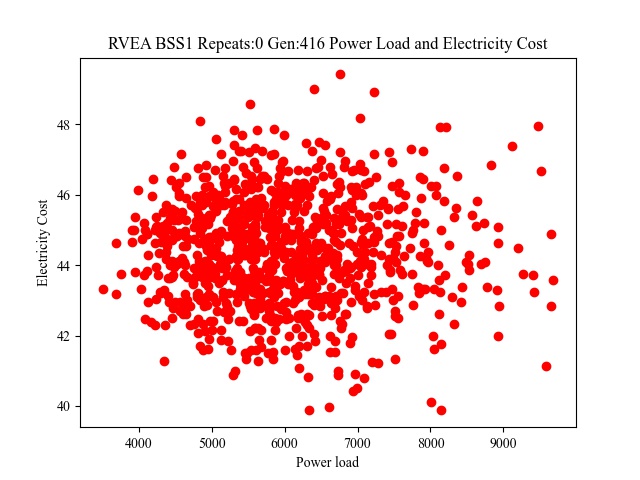 RVEA BSS1 Repeats:0 Gen:416 Power Load and Electricity Cost
48
46
44
42
40
Electricity Cost
4000 5000 6000 7000 8000 9000
Power load